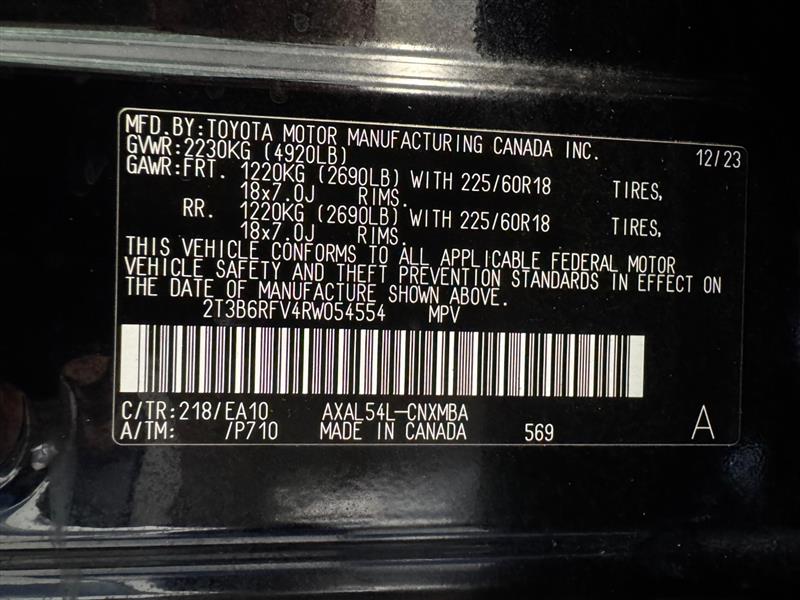 MFD.BY:TOYOTA MOTOR MANUFACTURING CANADA INC. 12/23
GVWR:2230KG (4920LB)
GAWR:FRT. 1220KG (2690LB) WITH 225/60R18 TIRES,
18x7.0J RIMS.
RR. 1220KG (2690LB) WITH 225/60R18 TIRES,
18x7.0J RIMS.
THIS VEHICLE CONFORMS TO ALL APPLICABLE FEDERAL MOTOR
VEHICLE SAFETY AND THEFT PREVENTION STANDARDS IN EFFECT ON
THE DATE OF MANUFACTURE SHOWN ABOVE.
2T3B6RFV4RW054554 MPV
C/TR:218/EA10 AXAL54L-CNXMBA
A/TM: /P710 MADE IN CANADA 569 A